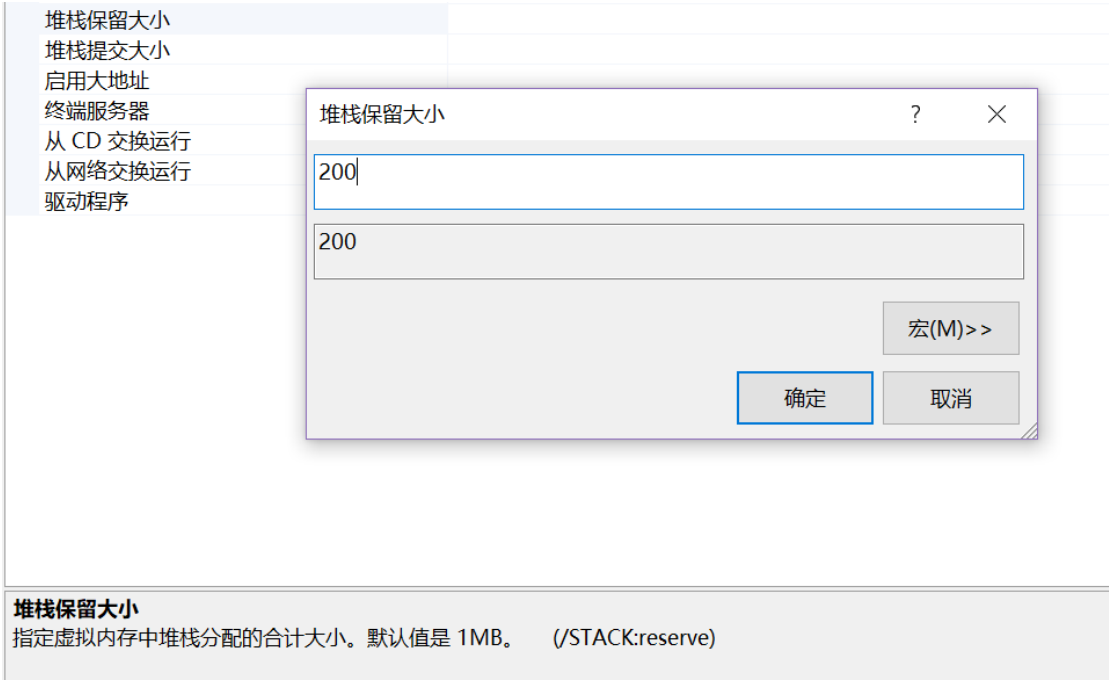 堆栈保留大小
堆栈提交大小
启用大地址
终端服务器
从 CD 交换运行
从网络交换运行
驱动程序
堆栈保留大小 ?
200
200
宏(M)>>
确定 取消
堆栈保留大小
指定虚拟内存中堆栈分配的合计大小。默认值是 1MB。 (/STACK:reserve)